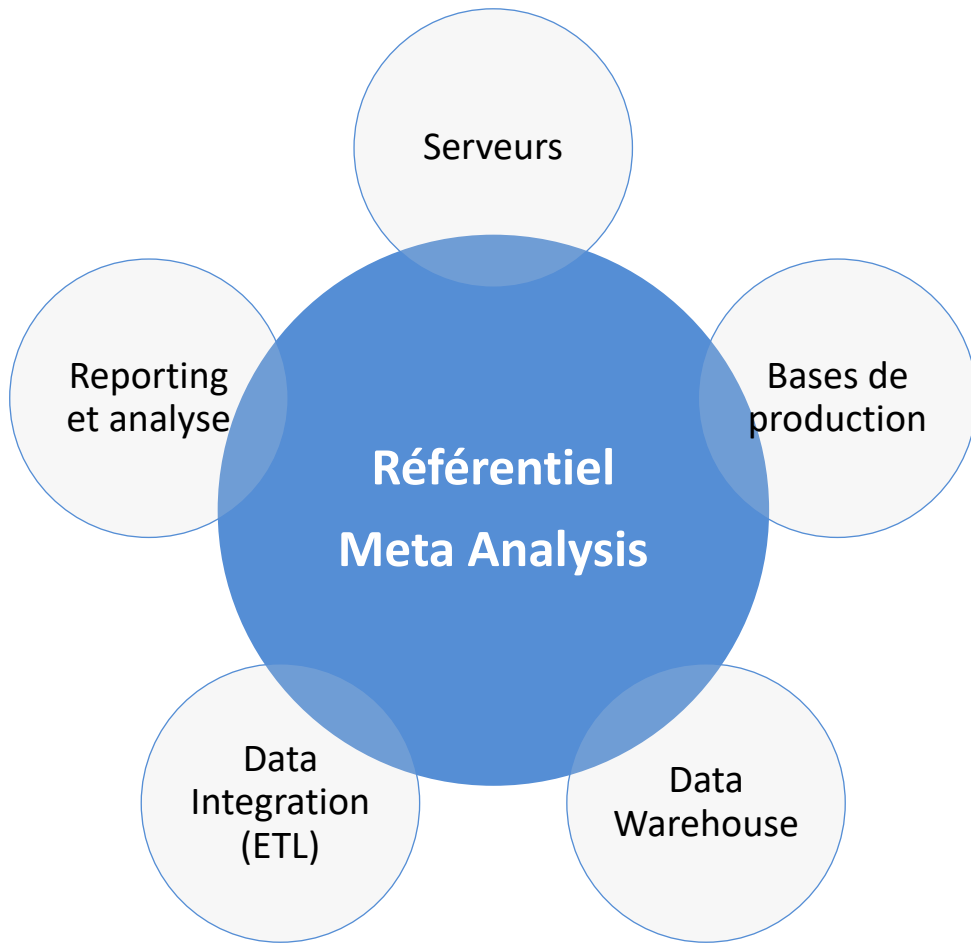 Serveurs
Reporting
et analyse
Bases de
production
Référentiel
Meta Analysis
Data
Integration
(ETL)
Data
Warehouse